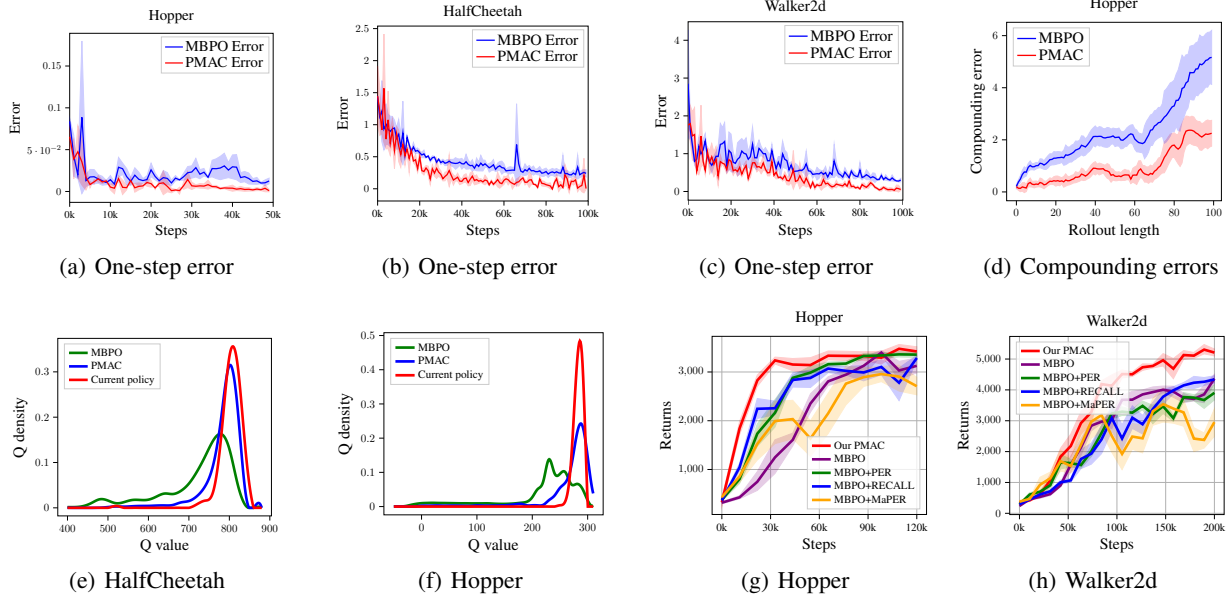 Hopper
0.15
0.1
5 · 10⁻²
0
0k 10k 20k 30k 40k 50k
Error
Steps
MBPO Error
PMAC Error
(a) One-step error
HalfCheetah
2.5
2.0
1.5
1.0
0.5
0
0k 20k 40k 60k 80k 100k
Error
Steps
MBPO Error
PMAC Error
(b) One-step error
Walker2d
4
3
2
1
0
0k 20k 40k 60k 80k 100k
Error
Steps
MBPO Error
PMAC Error
(c) One-step error
Hopper
6
4
2
0
0 20 40 60 80 100
Compounding error
Rollout length
MBPO
PMAC
(d) Compounding errors
0.3
0.2
0.1
0
400 500 600 700 800
Q density
Q value
MBPO
PMAC
Current policy
(e) HalfCheetah
0.5
0.4
0.3
0.2
0.1
0
0 100 200 300
Q density
Q value
MBPO
PMAC
Current policy
(f) Hopper
Hopper
3,000
2,000
1,000
0k 30k 60k 90k 120k
Returns
Steps
Our PMAC
MBPO
MBPO+PER
MBPO+RECALL
MBPO+MaPER
(g) Hopper
Walker2d
5,000
4,000
3,000
2,000
1,000
0
0k 50k 100k 150k 200k
Returns
Steps
Our PMAC
MBPO
MBPO+PER
MBPO+RECALL
MBPO+MaPER
(h) Walker2d